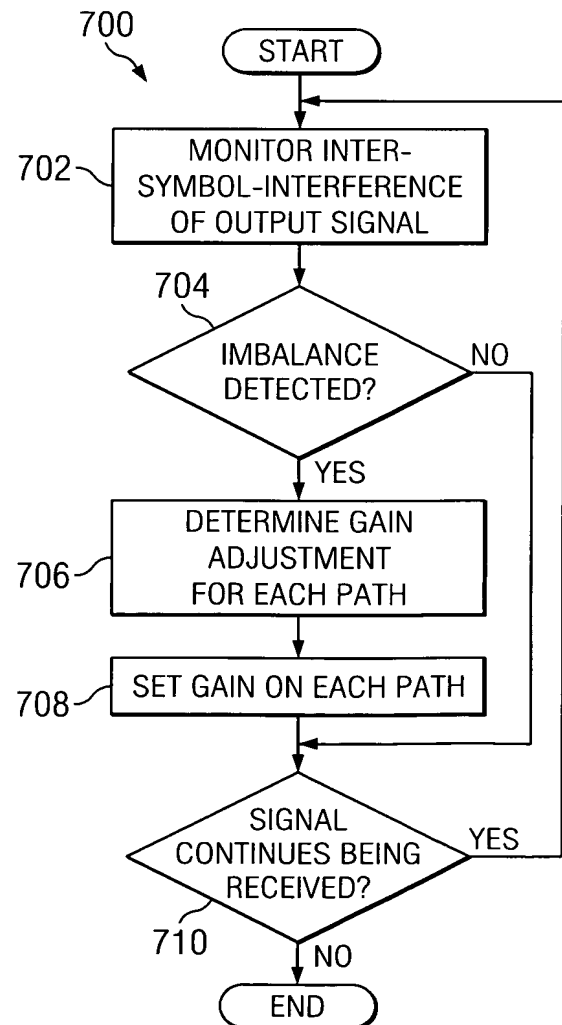 700
START
702
MONITOR INTER-
SYMBOL-INTERFERENCE
OF OUTPUT SIGNAL
704
IMBALANCE
DETECTED?
NO
YES
706
DETERMINE GAIN
ADJUSTMENT
FOR EACH PATH
708
SET GAIN ON EACH PATH
SIGNAL
CONTINUES BEING
RECEIVED?
YES
710
NO
END